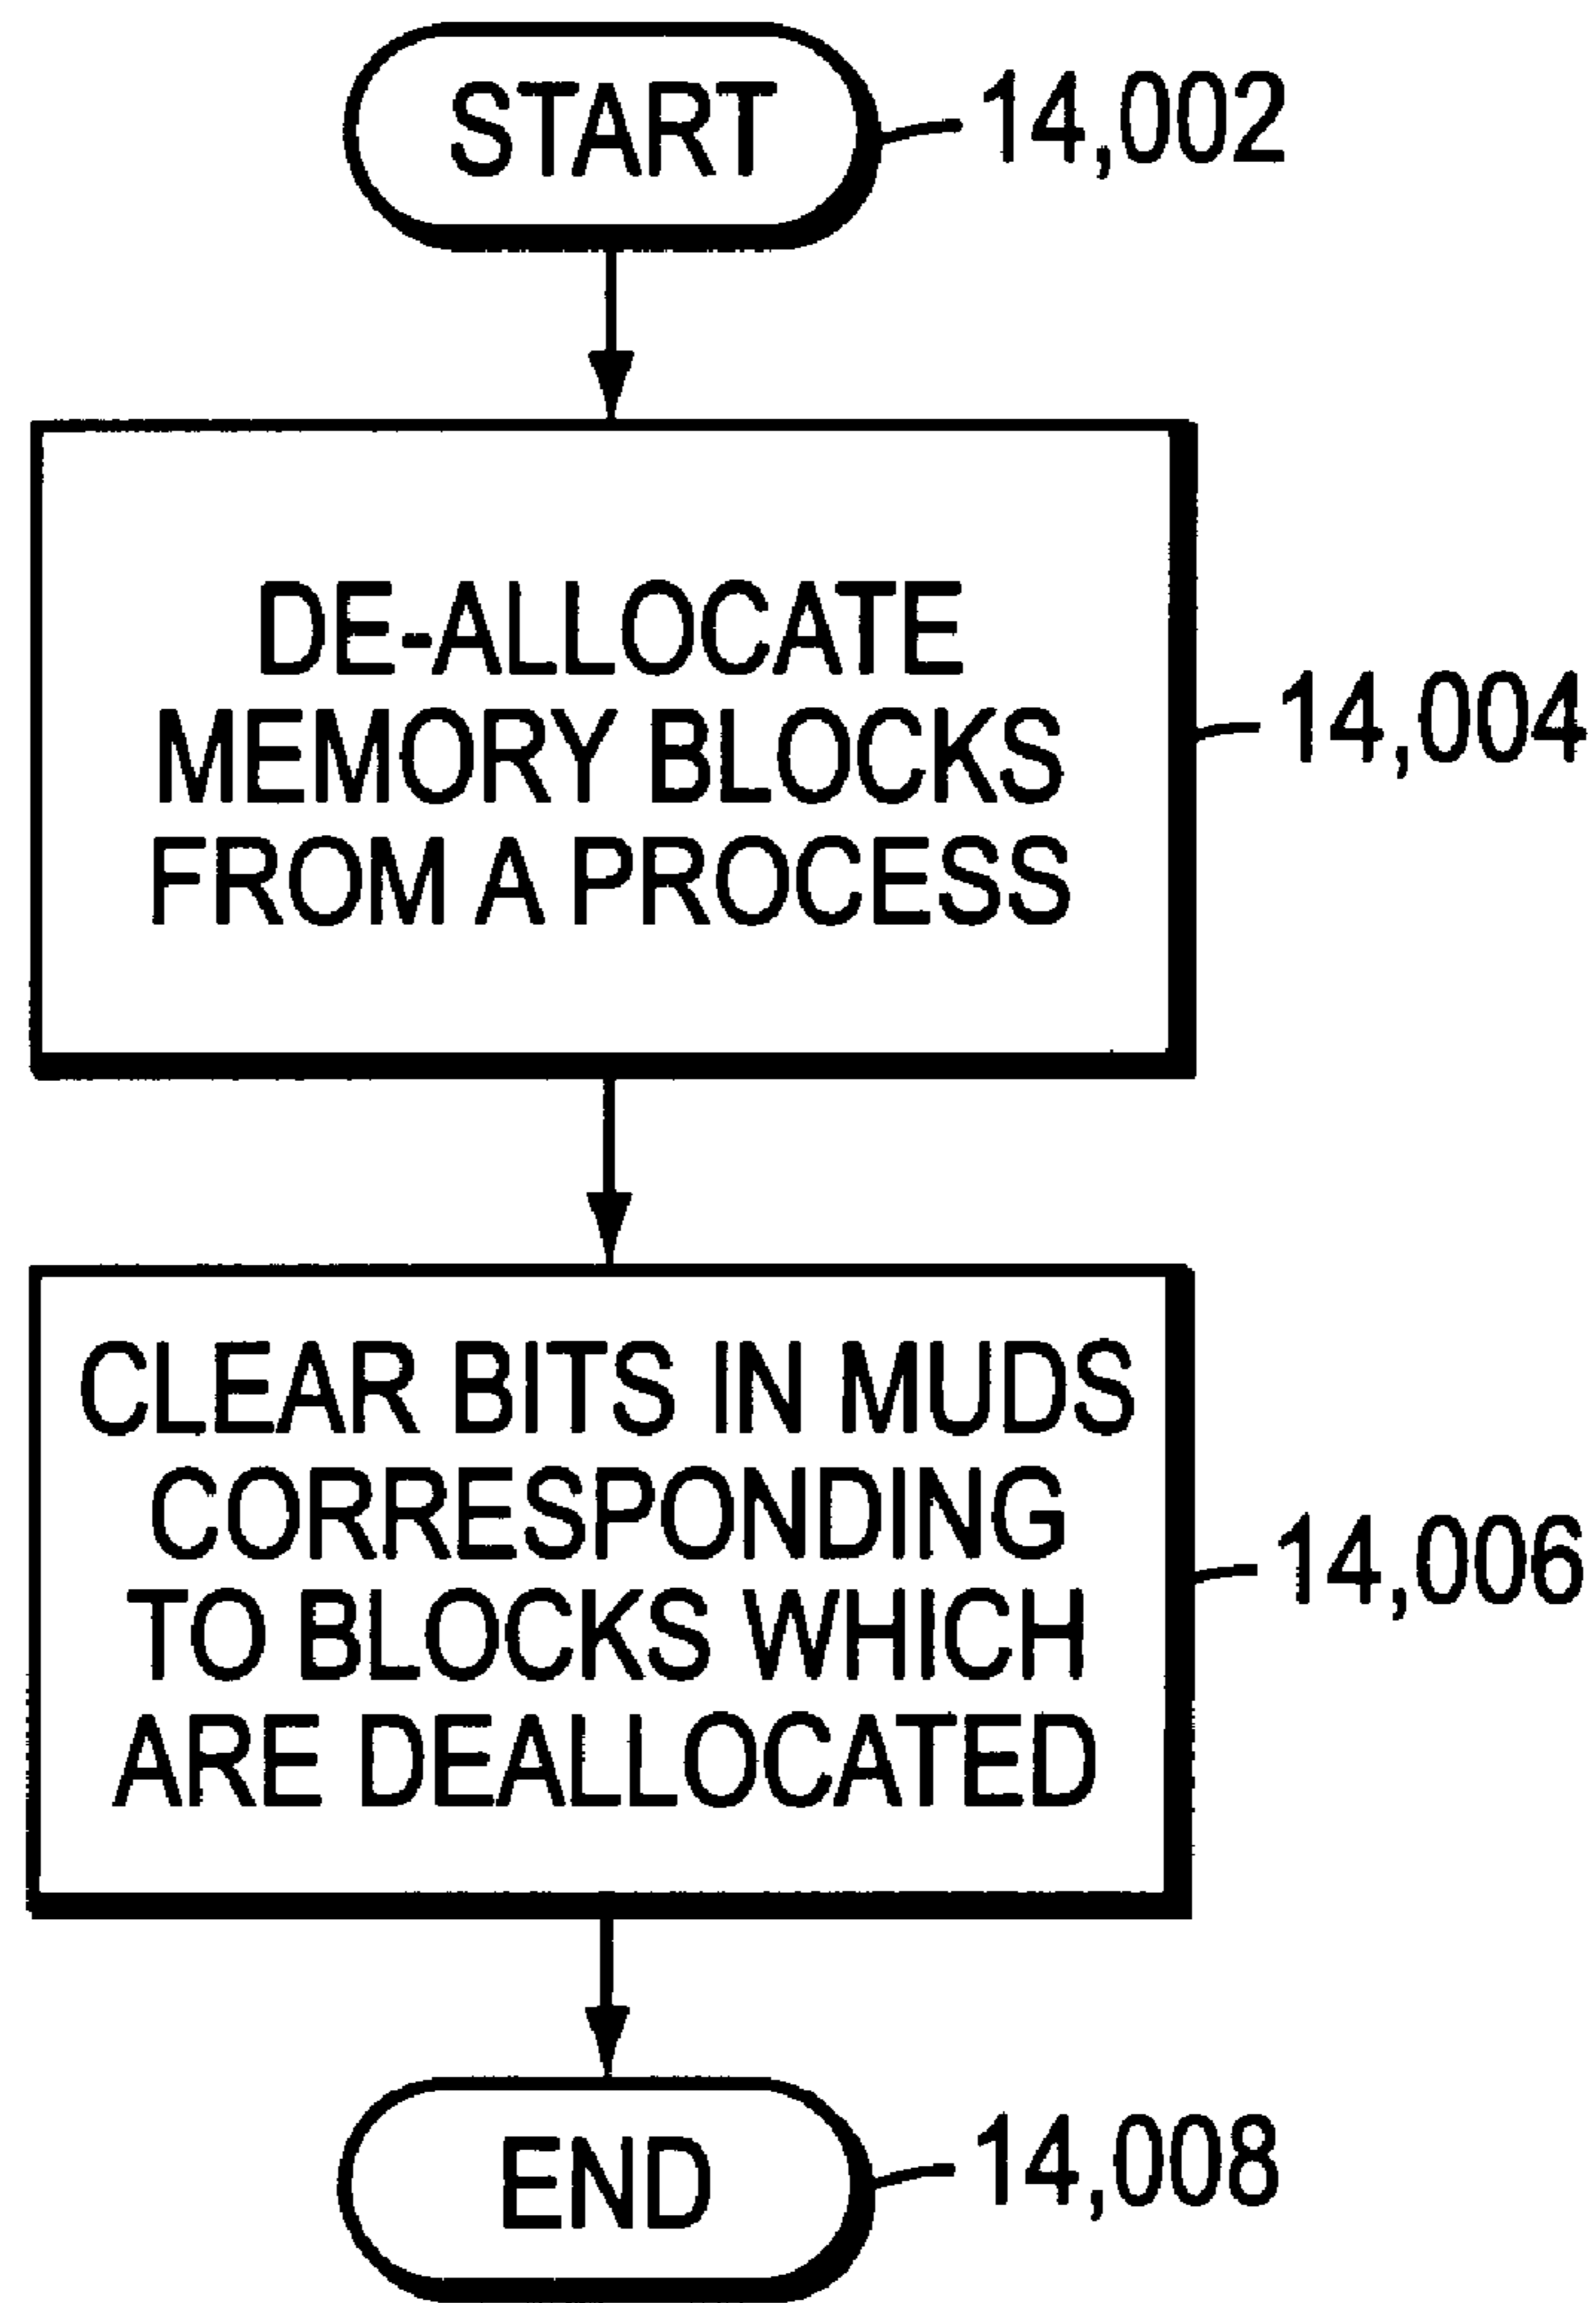 START
14,002
DE-ALLOCATE
MEMORY BLOCKS
FROM A PROCESS
14,004
CLEAR BITS IN MUDS
CORRESPONDING
TO BLOCKS WHICH
ARE DEALLOCATED
14,006
END
14,008